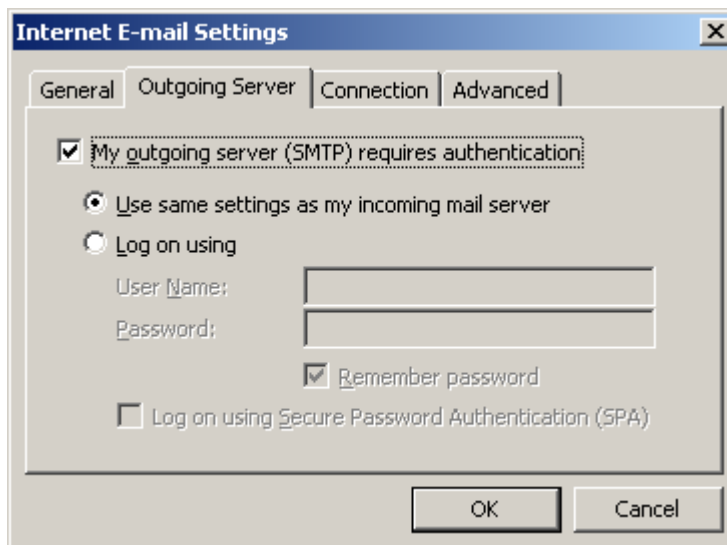 Internet E-mail Settings
General Outgoing Server Connection Advanced
My outgoing server (SMTP) requires authentication
Use same settings as my incoming mail server
Log on using
User Name:
Password:
Remember password
Log on using Secure Password Authentication (SPA)
OK Cancel